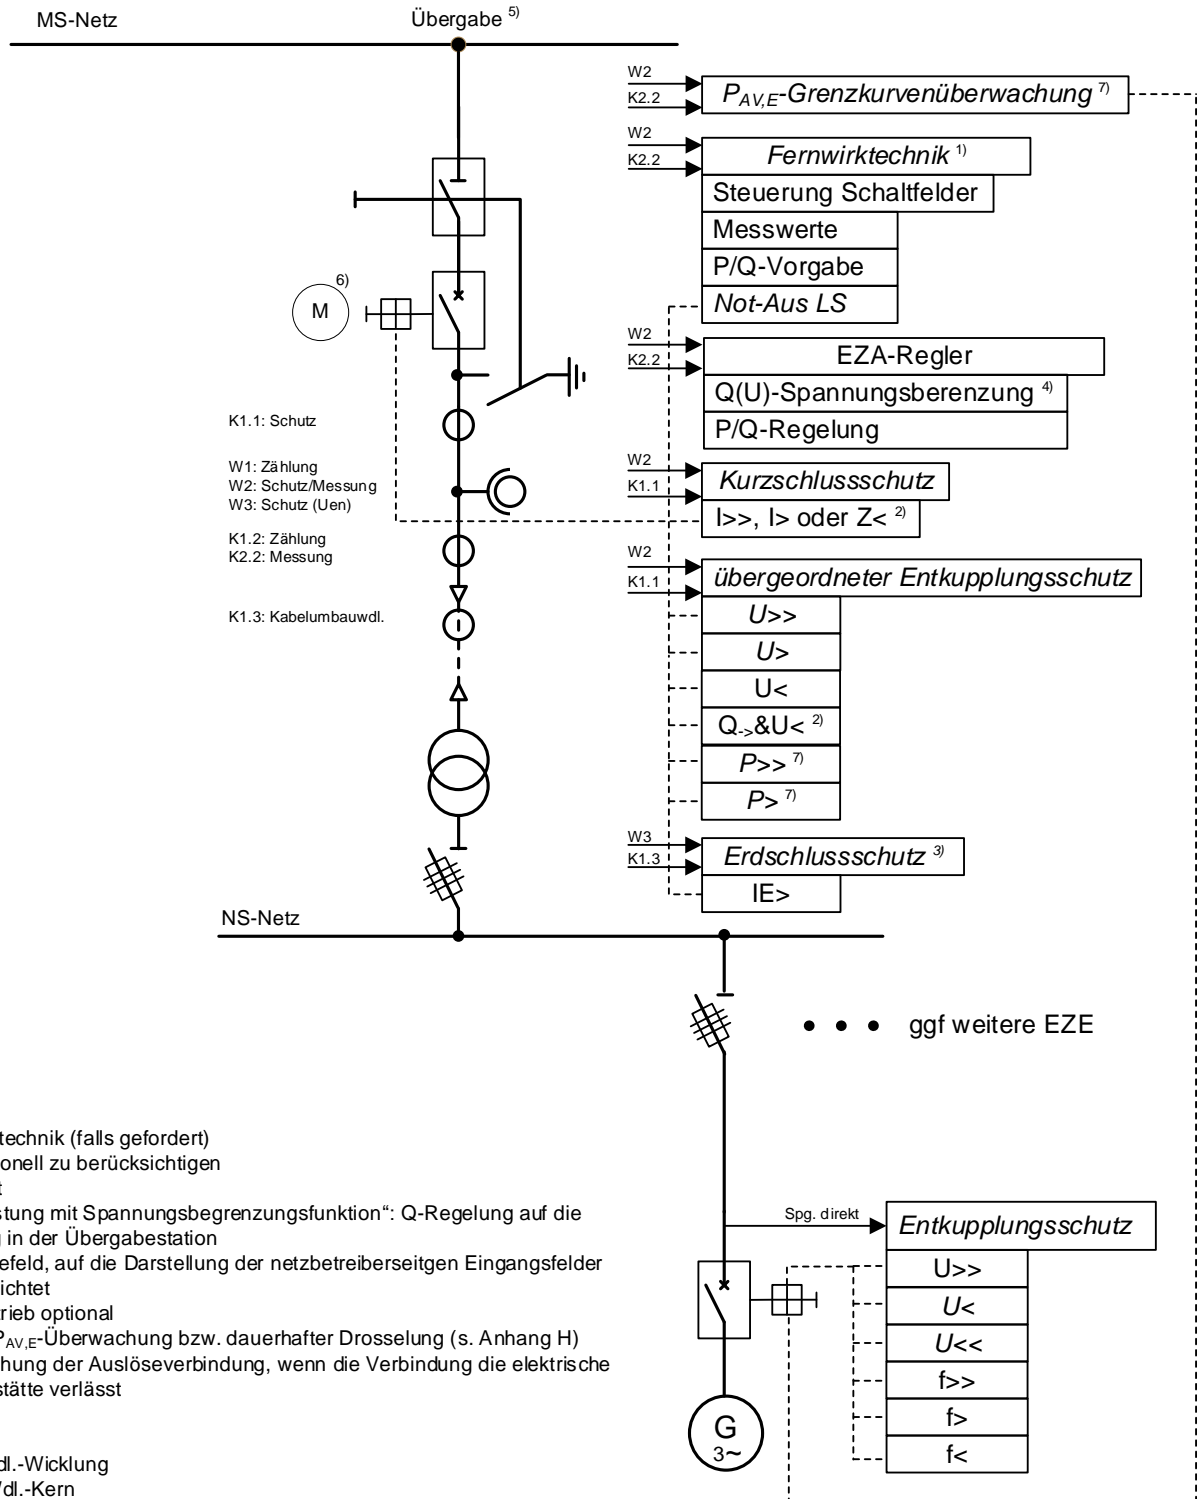 MS-Netz
Übergabe 5)
W2
K2.2
PAV,E-Grenzkurvenüberwachung 7)
W2
K2.2
Fernwirktechnik 1)
Steuerung Schaltfelder
Messwerte
P/Q-Vorgabe
Not-Aus LS
M
6)
W2
K2.2
EZA-Regler
Q(U)-Spannungsberenzung 4)
P/Q-Regelung
K1.1: Schutz
W1: Zählung
W2: Schutz/Messung
W3: Schutz (Uen)
K1.2: Zählung
K2.2: Messung
K1.3: Kabelumbauwdl.
W2
K1.1
Kurzschlussschutz
I>>, I> oder Z< 2)
W2
K1.1
übergeordneter Entkupplungsschutz
U>>
U>
U<
Q->&U< 2)
P>> 7)
P> 7)
W3
K1.3
Erdschlussschutz 3)
IE>
NS-Netz
ggf weitere EZE
technik (falls gefordert)
onell zu berücksichtigen
t
stung mit Spannungsbegrenzungsfunktion“: Q-Regelung auf die
g in der Übergabestation
efeld, auf die Darstellung der netzbetreiberseitgen Eingangsfelder
ichtet
trieb optional
PAV,E-Überwachung bzw. dauerhafter Drosselung (s. Anhang H)
chung der Auslöseverbindung, wenn die Verbindung die elektrische
stätte verlässt
dl.-Wicklung
Wdl.-Kern
Spg. direkt
Entkupplungsschutz
U>>
U<
U<<
f>>
f>
f<
G
3~